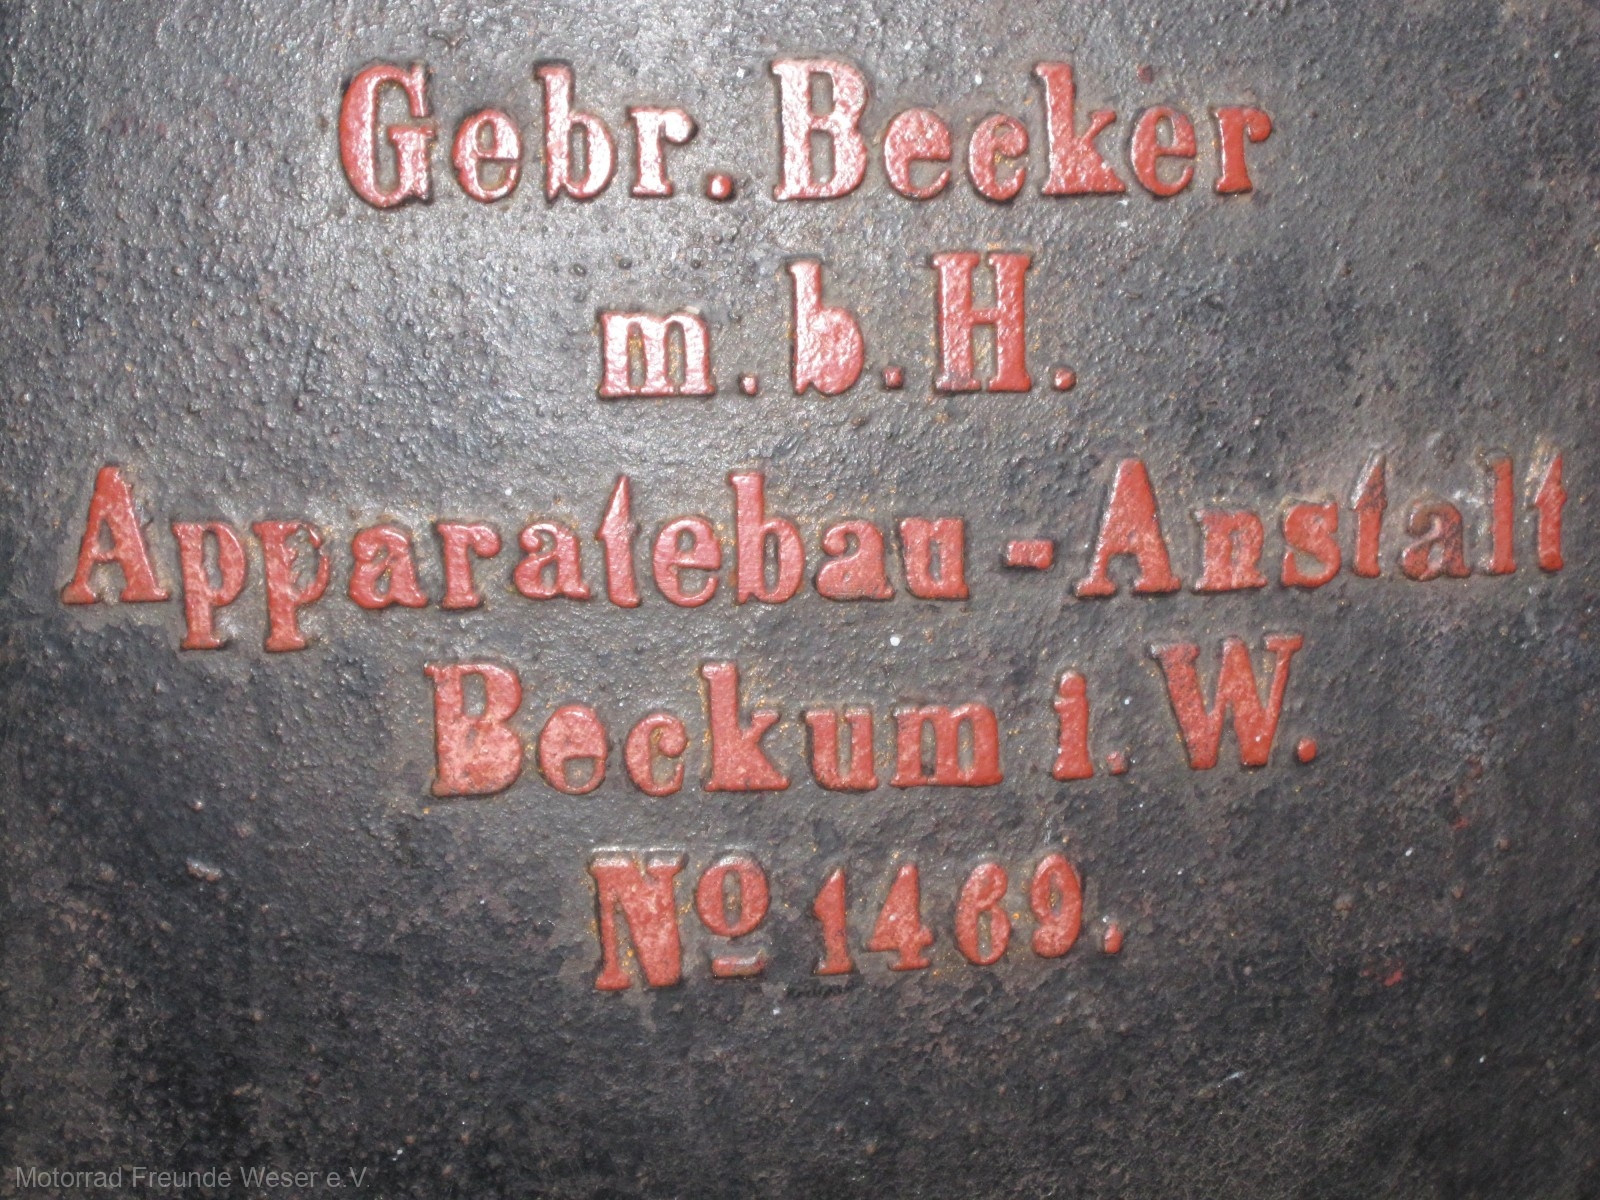 Gebr. Becker
m.b.H.
Apparatebau-Anstalt
Beckum i.W.
Nº 1469.
Motorrad Freunde Weser e.V.